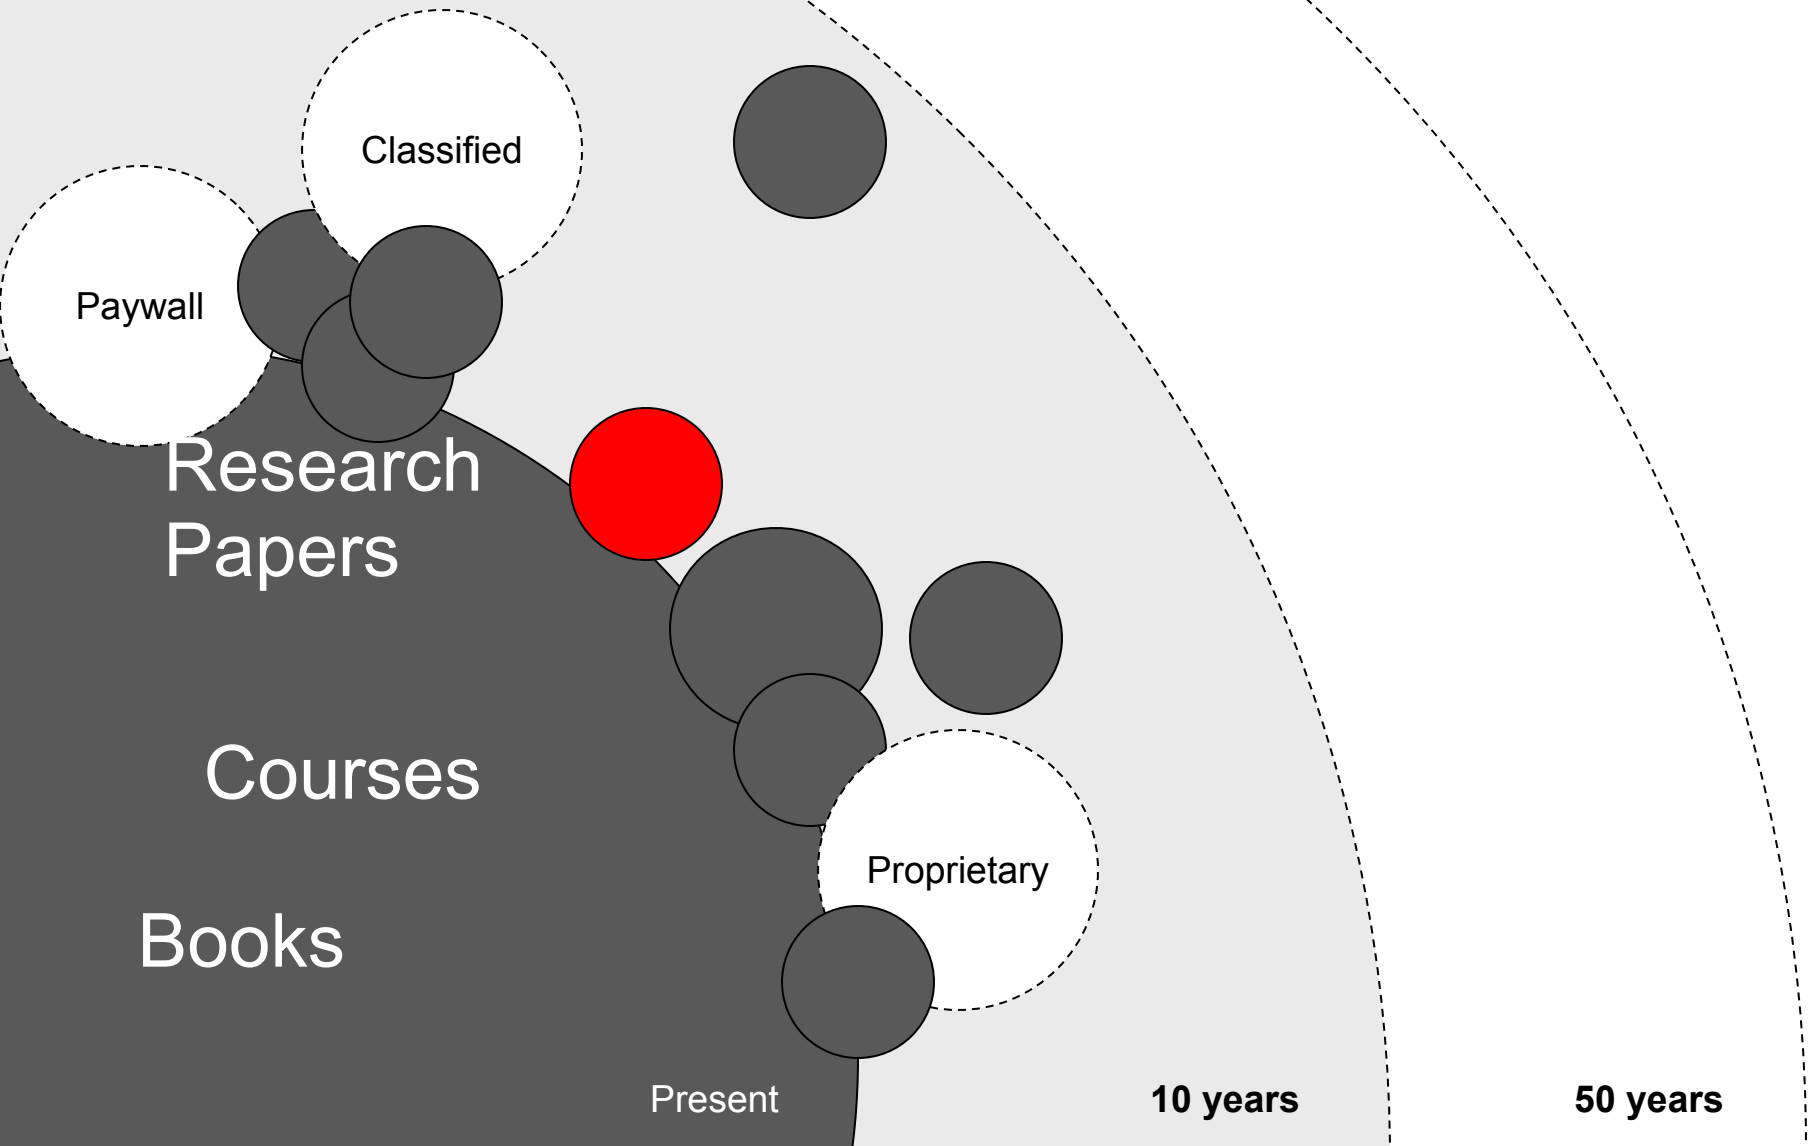 Classified
Paywall
Research
Papers
Courses
Proprietary
Books
Present
10 years
50 years